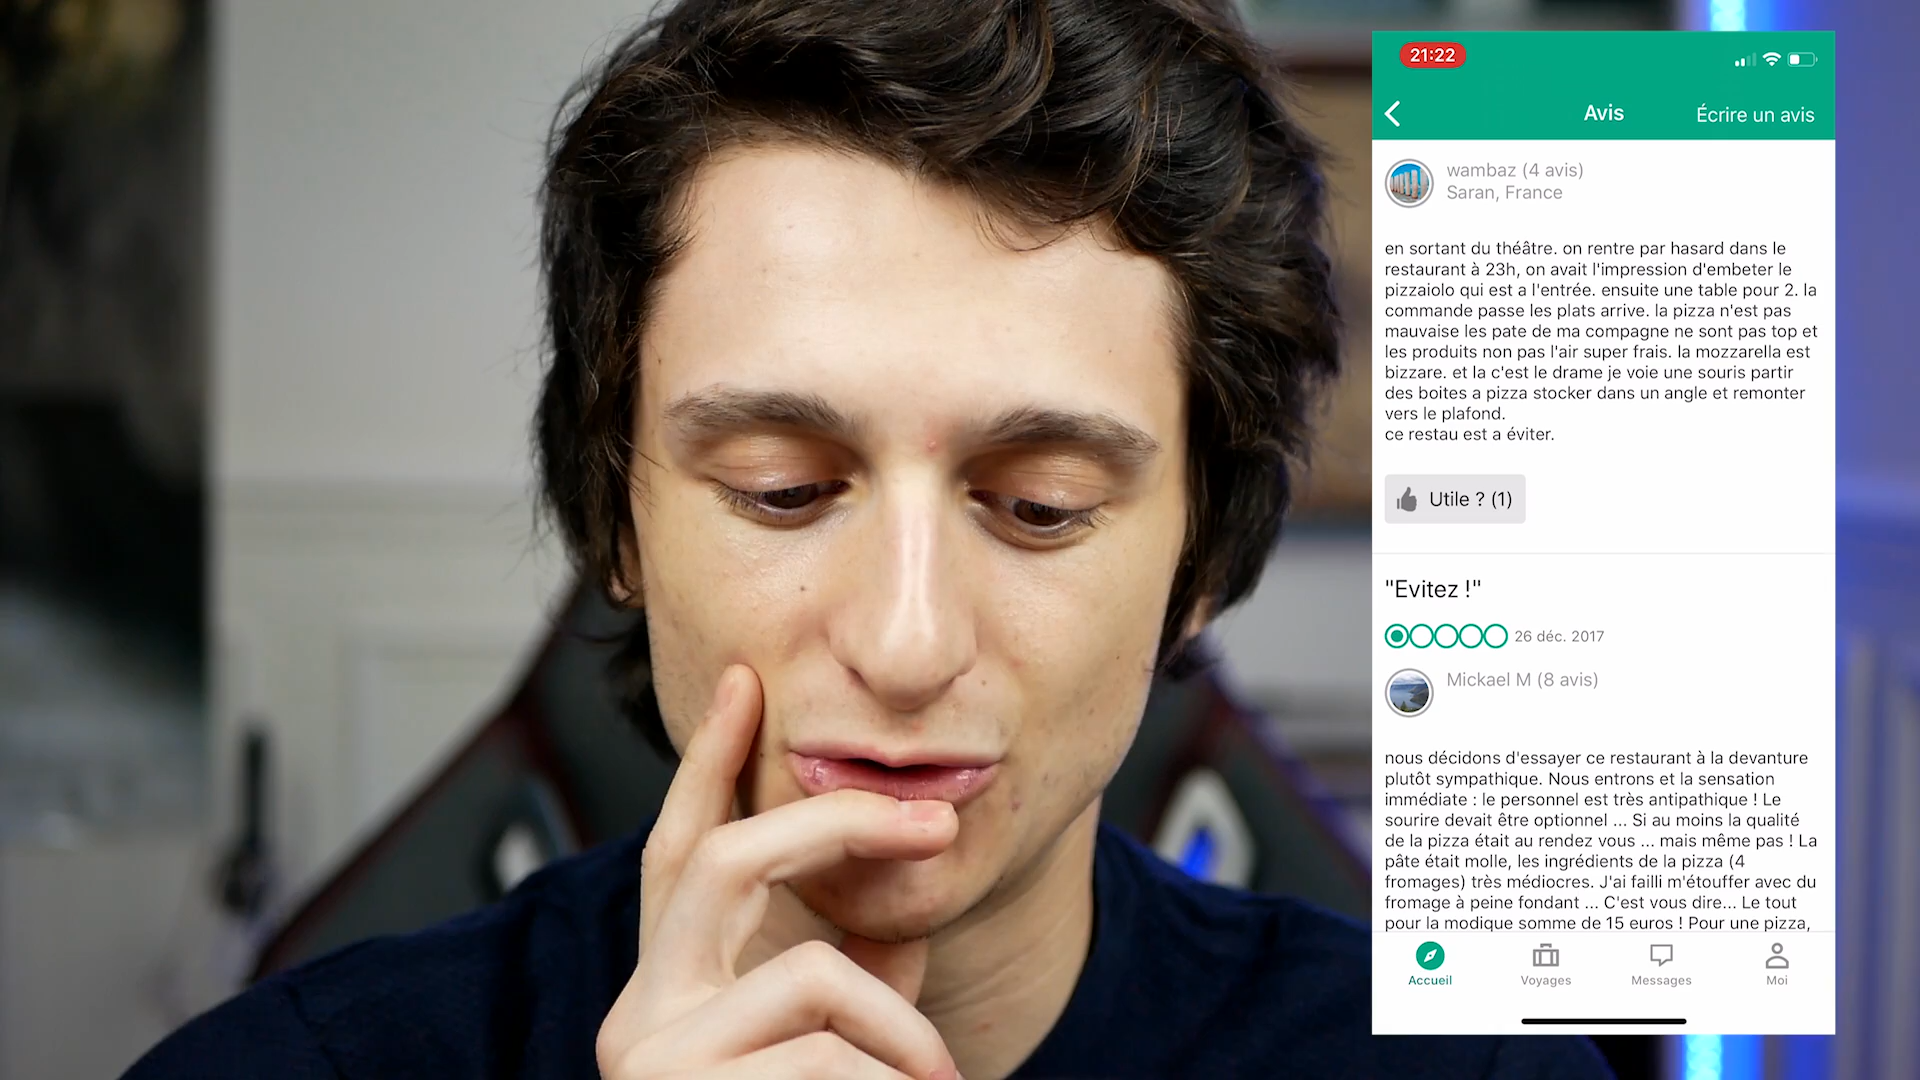 21:22
Avis
Écrire un avis
wambaz (4 avis)
Saran, France
en sortant du théâtre. on rentre par hasard dans le
restaurant à 23h, on avait l'impression d'embeter le
pizzaiolo qui est a l'entrée. ensuite une table pour 2. la
commande passe les plats arrive. la pizza n'est pas
mauvaise les pate de ma compagne ne sont pas top et
les produits non pas l'air super frais. la mozzarella est
bizzare. et la c'est le drame je voie une souris partir
des boites a pizza stocker dans un angle et remonter
vers le plafond.
ce restau est a éviter.
Utile ? (1)
"Evitez !"
26 déc. 2017
Mickael M (8 avis)
nous décidons d'essayer ce restaurant à la devanture
plutôt sympathique. Nous entrons et la sensation
immédiate : le personnel est très antipathique ! Le
sourire devait être optionnel ... Si au moins la qualité
de la pizza était au rendez vous ... mais même pas ! La
pâte était molle, les ingrédients de la pizza (4
fromages) très médiocres. J'ai failli m'étouffer avec du
fromage à peine fondant ... C'est vous dire... Le tout
pour la modique somme de 15 euros ! Pour une pizza,
Accueil
Voyages
Messages
Moi